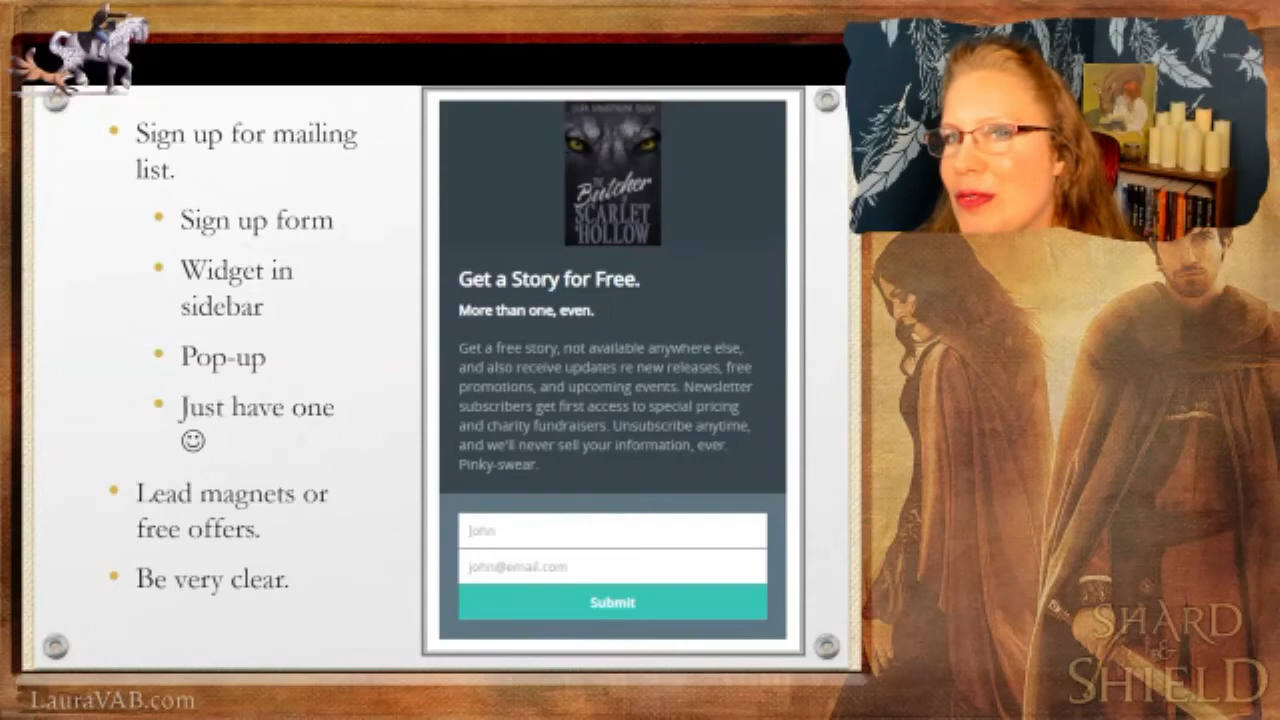 Sign up for mailing
list.
Sign up form
Widget in
sidebar
Pop-up
Just have one
☺
Lead magnets or
free offers.
Be very clear.
THE
Butcher
of
SCARLET
HOLLOW
Get a Story for Free.
More than one, even.
Get a free story, not available anywhere else,
and also receive updates re new releases, free
promotions, and upcoming events. Newsletter
subscribers get first access to special pricing
and charity fundraisers. Unsubscribe anytime,
and we'll never sell your information, ever.
Pinky-swear.
John
john@email.com
Submit
SHARD
&
SHIELD
LauraVAB.com